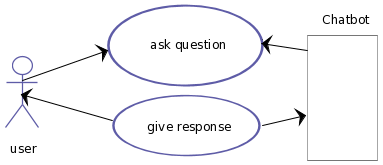 Chatbot
ask question
give response
user